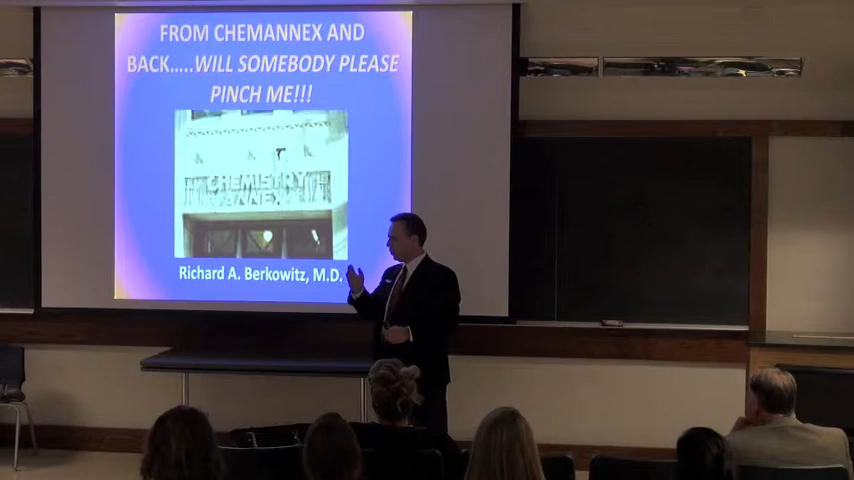 FROM CHEMANNEX AND
BACK.....WILL SOMEBODY PLEASE
PINCH ME!!!
CHEMISTRY
ANNEX
Richard A. Berkowitz, M.D.